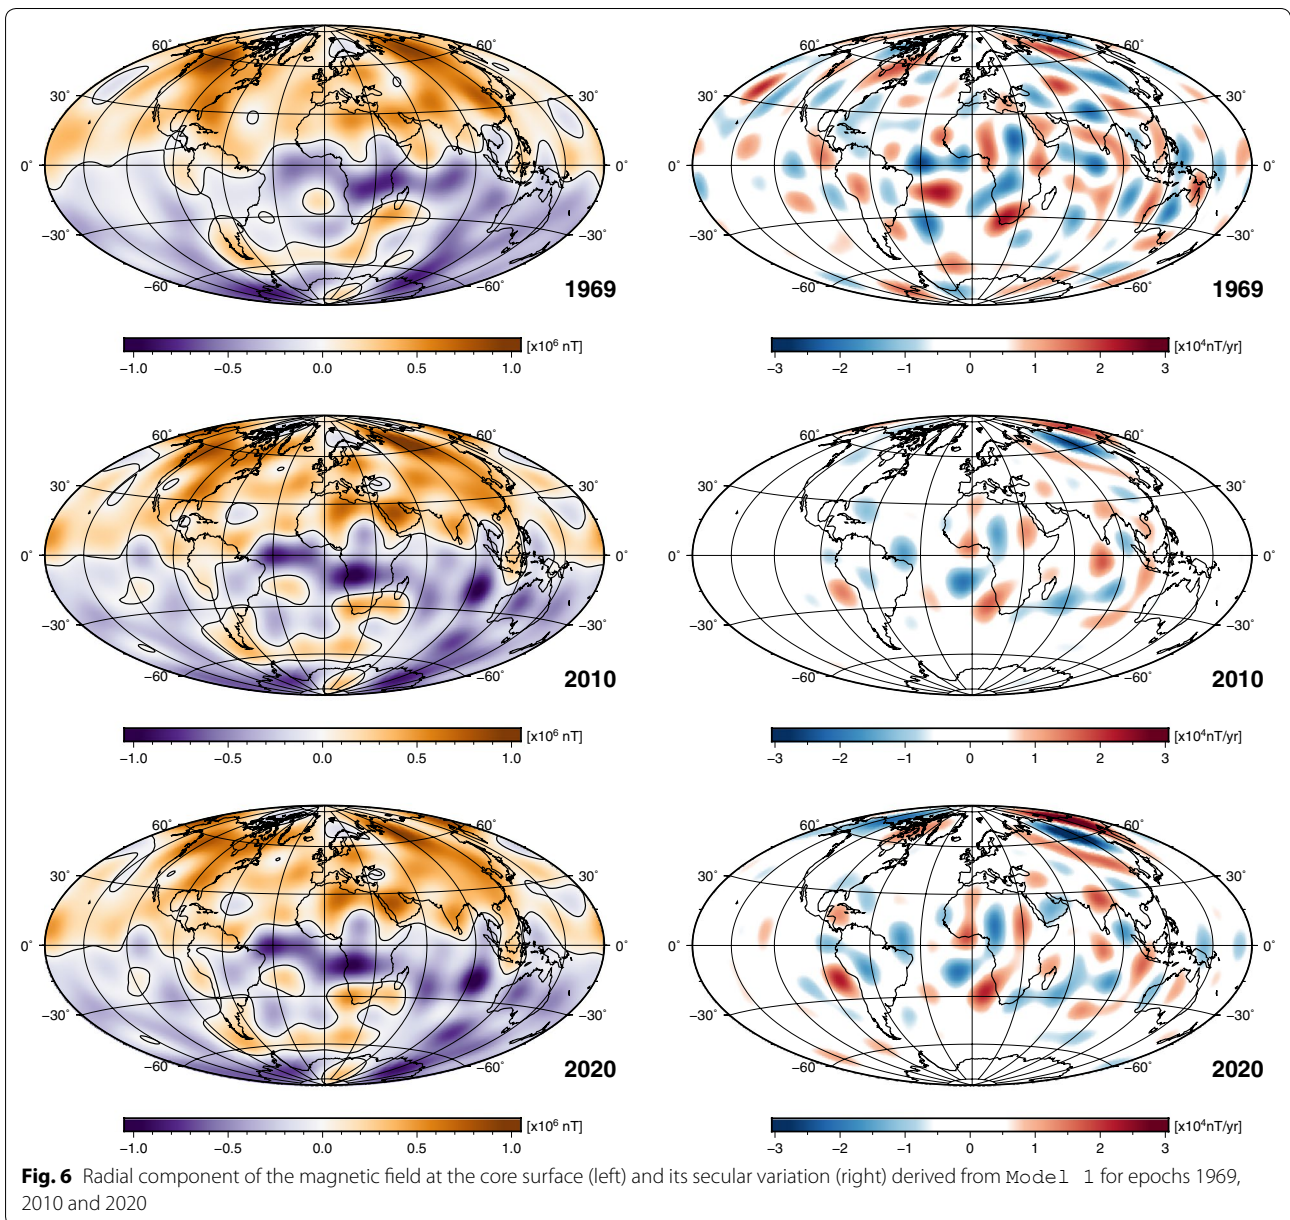 60° 60° 60° 60°
30° 30° 30° 30°
0° 0° 0° 0°
−30° −30° −30° −30°
−60° −60° −60° −60°
1969 1969
[x10⁶ nT] [x10⁴nT/yr]
−1.0 −0.5 0.0 0.5 1.0 −3 −2 −1 0 1 2 3
60° 60° 60° 60°
30° 30° 30° 30°
0° 0° 0° 0°
−30° −30° −30° −30°
−60° −60° −60° −60°
2010 2010
[x10⁶ nT] [x10⁴nT/yr]
−1.0 −0.5 0.0 0.5 1.0 −3 −2 −1 0 1 2 3
60° 60° 60° 60°
30° 30° 30° 30°
0° 0° 0° 0°
−30° −30° −30° −30°
−60° −60° −60° −60°
2020 2020
[x10⁶ nT] [x10⁴nT/yr]
−1.0 −0.5 0.0 0.5 1.0 −3 −2 −1 0 1 2 3
Fig. 6 Radial component of the magnetic field at the core surface (left) and its secular variation (right) derived from Model 1 for epochs 1969,
2010 and 2020